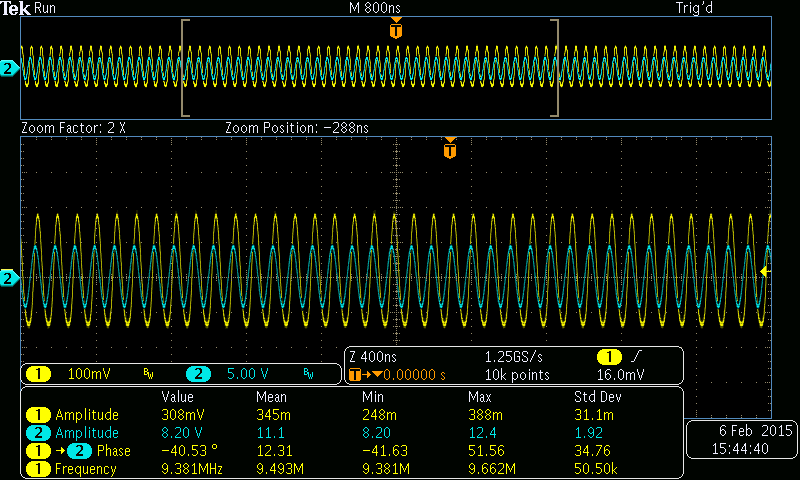 Tek Run M 800ns Trig'd
T
2
Zoom Factor: 2 X Zoom Position: −288ns
T
2
1 100mV BW 2 5.00 V BW
Z 400ns 1.25GS/s 1
T→▼0.00000 s 10k points 16.0mV
Value Mean Min Max Std Dev
1 Amplitude 308mV 345m 248m 388m 31.1m
2 Amplitude 8.20 V 11.1 8.20 12.4 1.92
1 →2 Phase −40.53 ° 12.31 −41.63 51.56 34.76
1 Frequency 9.381MHz 9.493M 9.381M 9.662M 50.50k
6 Feb 2015
15:44:40